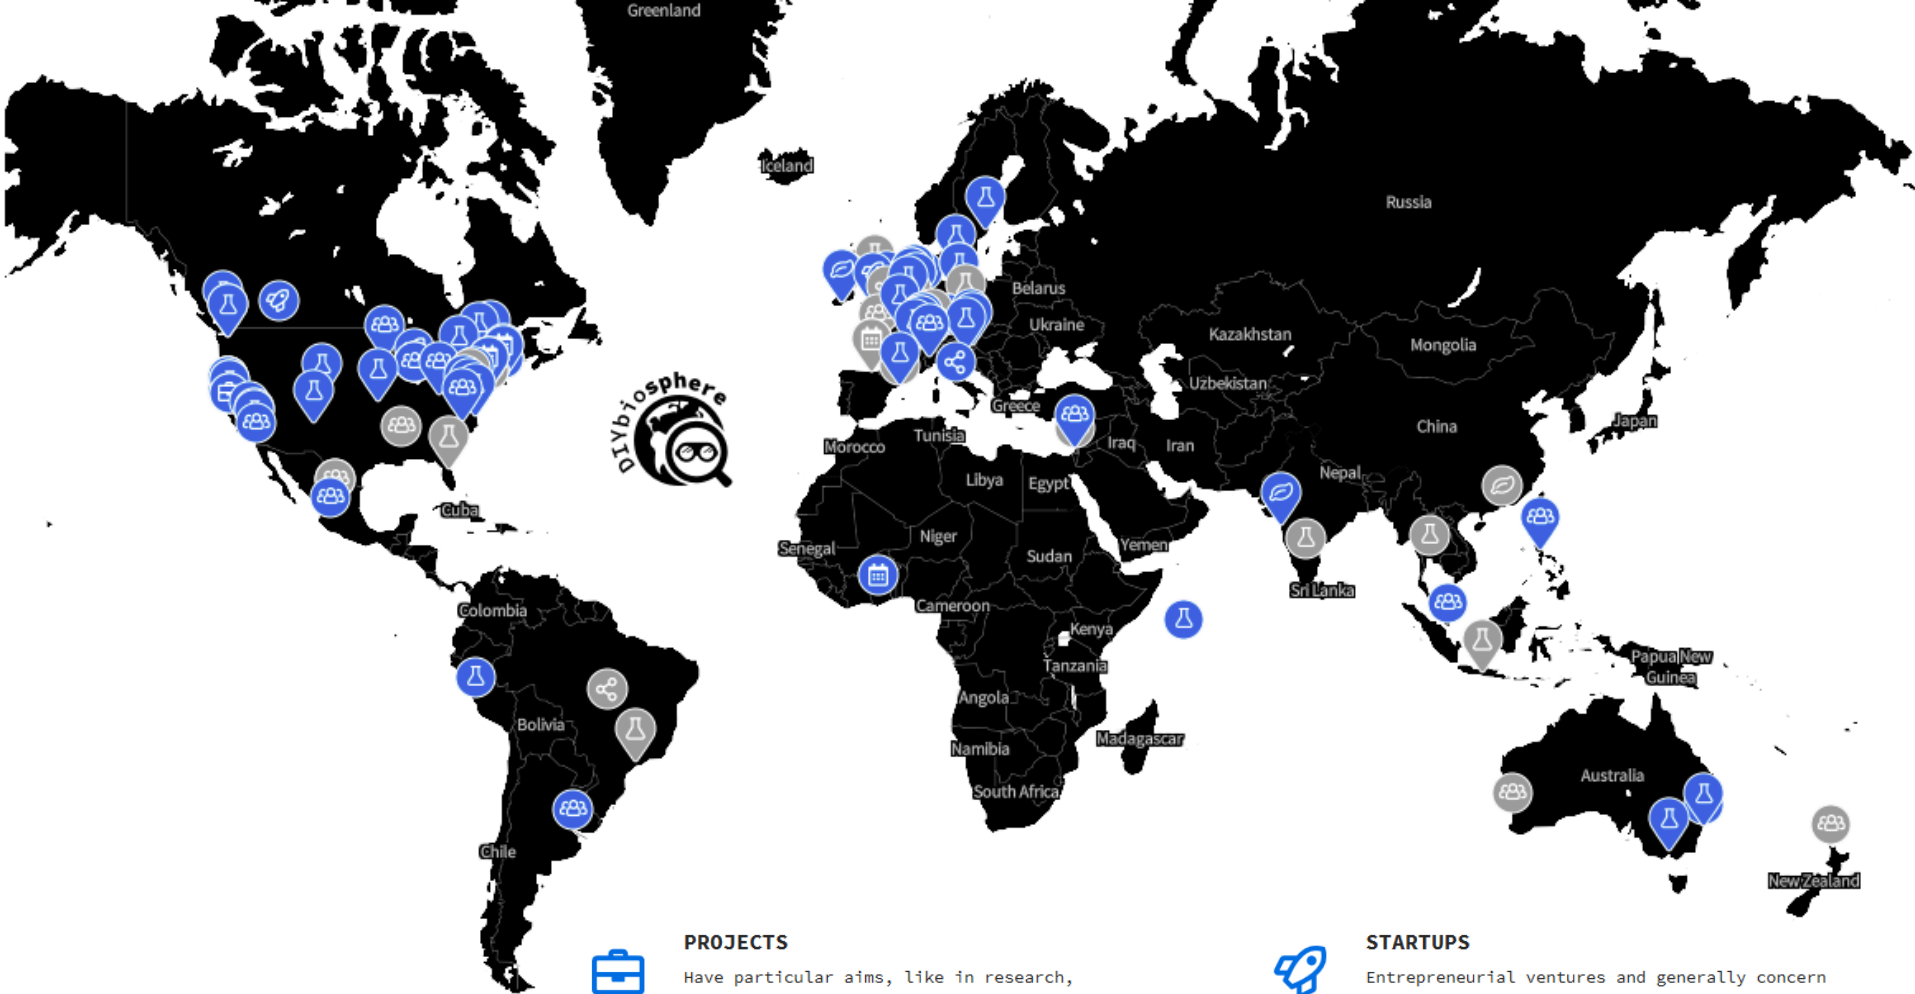 Greenland
Iceland
Russia
Belarus
Ukraine
Kazakhstan
Mongolia
Uzbekistan
Greece
China
Japan
Tunisia
Morocco
Iraq
Iran
Nepal
Libya
Egypt
DIYbiosphere
Cuba
Niger
Senegal
Sudan
Yemen
Sri Lanka
Colombia
Cameroon
Kenya
Tanzania
Papua New
Guinea
Angola
Bolivia
Namibia
Madagascar
Australia
South Africa
Chile
New Zealand
PROJECTS
Have particular aims, like in research,
STARTUPS
Entrepreneurial ventures and generally concern